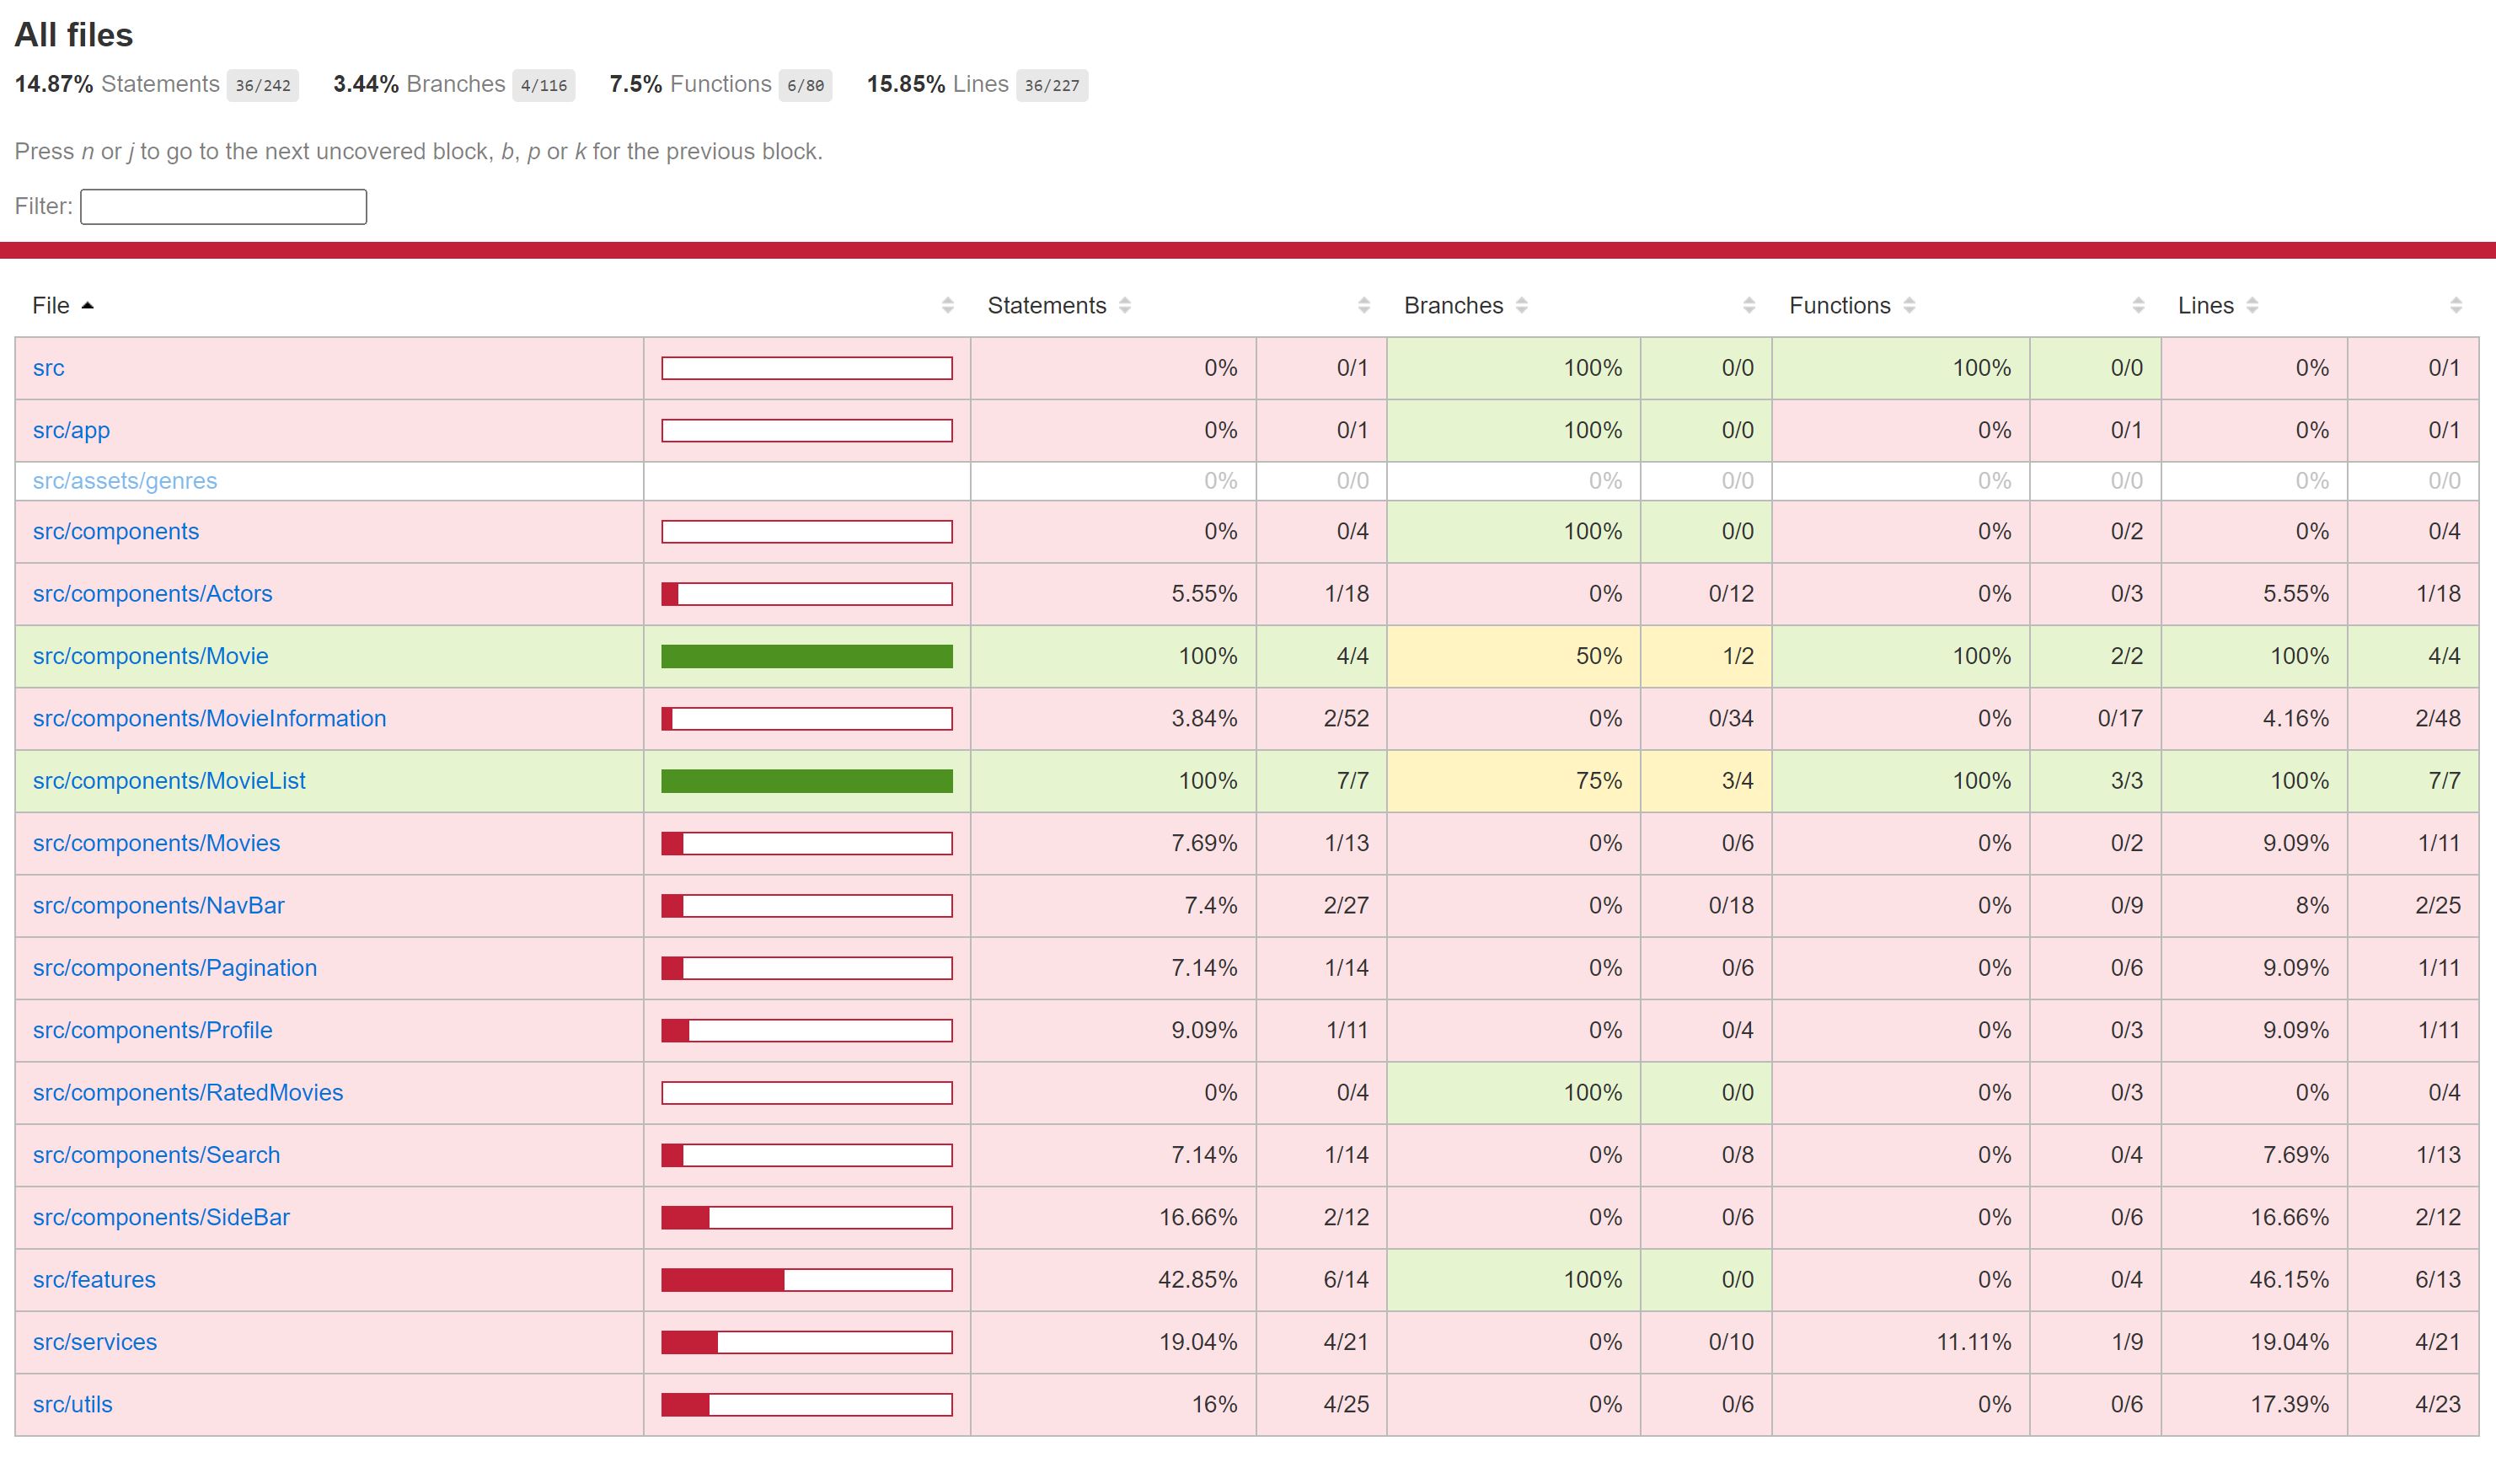 All files
14.87% Statements 36/242 3.44% Branches 4/116 7.5% Functions 6/80 15.85% Lines 36/227
Press n or j to go to the next uncovered block, b, p or k for the previous block.
Filter:
File Statements Branches Functions Lines
src 0% 0/1 100% 0/0 100% 0/0 0% 0/1
src/app 0% 0/1 100% 0/0 0% 0/1 0% 0/1
src/assets/genres 0% 0/0 0% 0/0 0% 0/0 0% 0/0
src/components 0% 0/4 100% 0/0 0% 0/2 0% 0/4
src/components/Actors 5.55% 1/18 0% 0/12 0% 0/3 5.55% 1/18
src/components/Movie 100% 4/4 50% 1/2 100% 2/2 100% 4/4
src/components/MovieInformation 3.84% 2/52 0% 0/34 0% 0/17 4.16% 2/48
src/components/MovieList 100% 7/7 75% 3/4 100% 3/3 100% 7/7
src/components/Movies 7.69% 1/13 0% 0/6 0% 0/2 9.09% 1/11
src/components/NavBar 7.4% 2/27 0% 0/18 0% 0/9 8% 2/25
src/components/Pagination 7.14% 1/14 0% 0/6 0% 0/6 9.09% 1/11
src/components/Profile 9.09% 1/11 0% 0/4 0% 0/3 9.09% 1/11
src/components/RatedMovies 0% 0/4 100% 0/0 0% 0/3 0% 0/4
src/components/Search 7.14% 1/14 0% 0/8 0% 0/4 7.69% 1/13
src/components/SideBar 16.66% 2/12 0% 0/6 0% 0/6 16.66% 2/12
src/features 42.85% 6/14 100% 0/0 0% 0/4 46.15% 6/13
src/services 19.04% 4/21 0% 0/10 11.11% 1/9 19.04% 4/21
src/utils 16% 4/25 0% 0/6 0% 0/6 17.39% 4/23